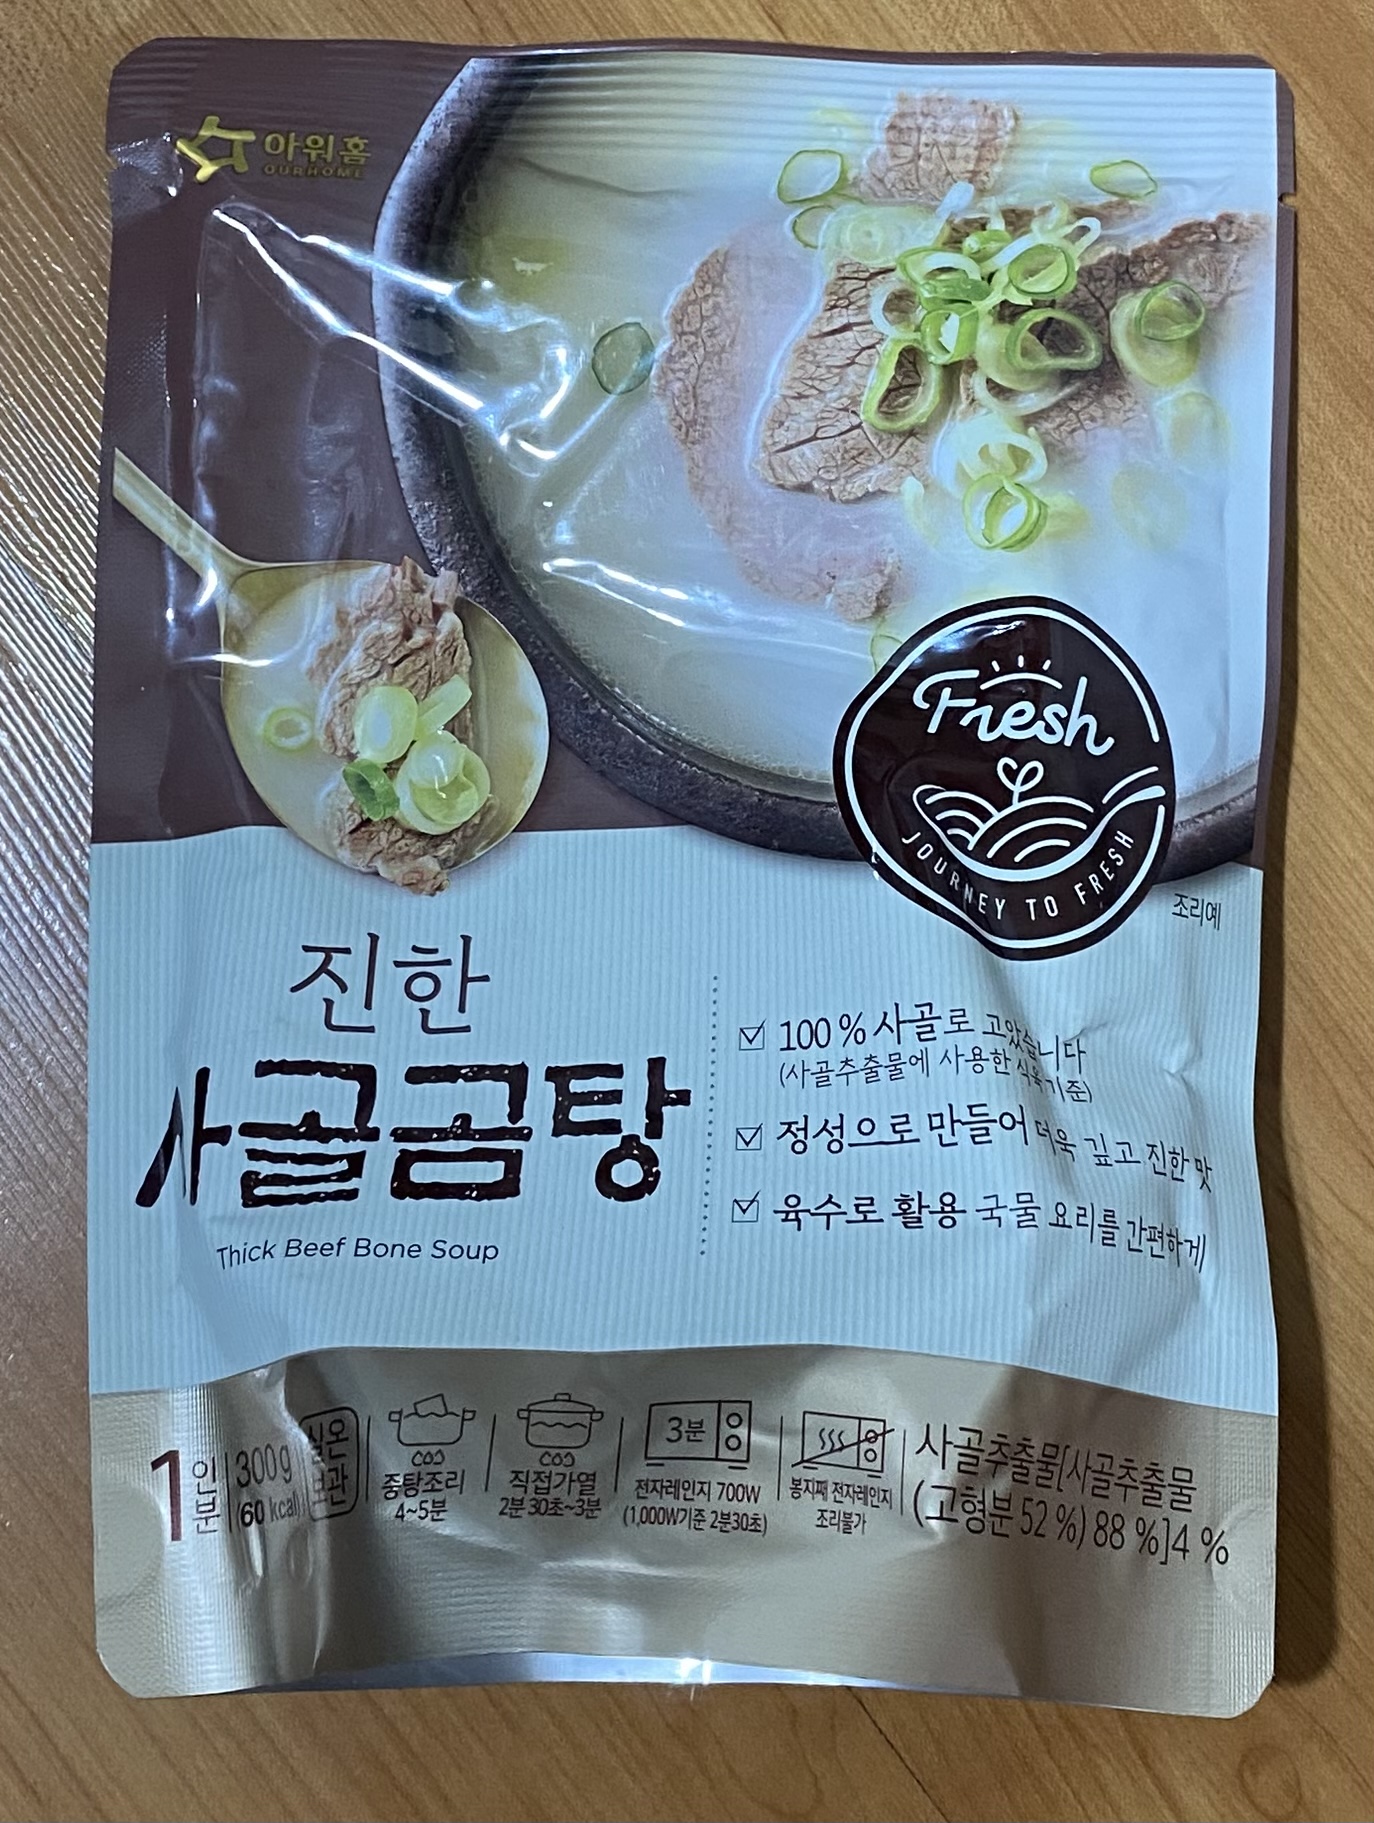 아워홈
OURHOME
Fresh
JOURNEY TO FRESH
조리예
진한
사골곰탕
Thick Beef Bone Soup
100 % 사골로 고았습니다
(사골추출물에 사용한 식육기준)
정성으로 만들어 더욱 깊고 진한 맛
육수로 활용 국물 요리를 간편하게
1인분
300g
(60 kcal)
실온
보관
중탕조리
4~5분
직접가열
2분 30초~3분
3분
전자레인지 700W
(1,000W기준 2분30초)
봉지째 전자레인지
조리불가
사골추출물[사골추출물
(고형분 52 %) 88 %]4 %